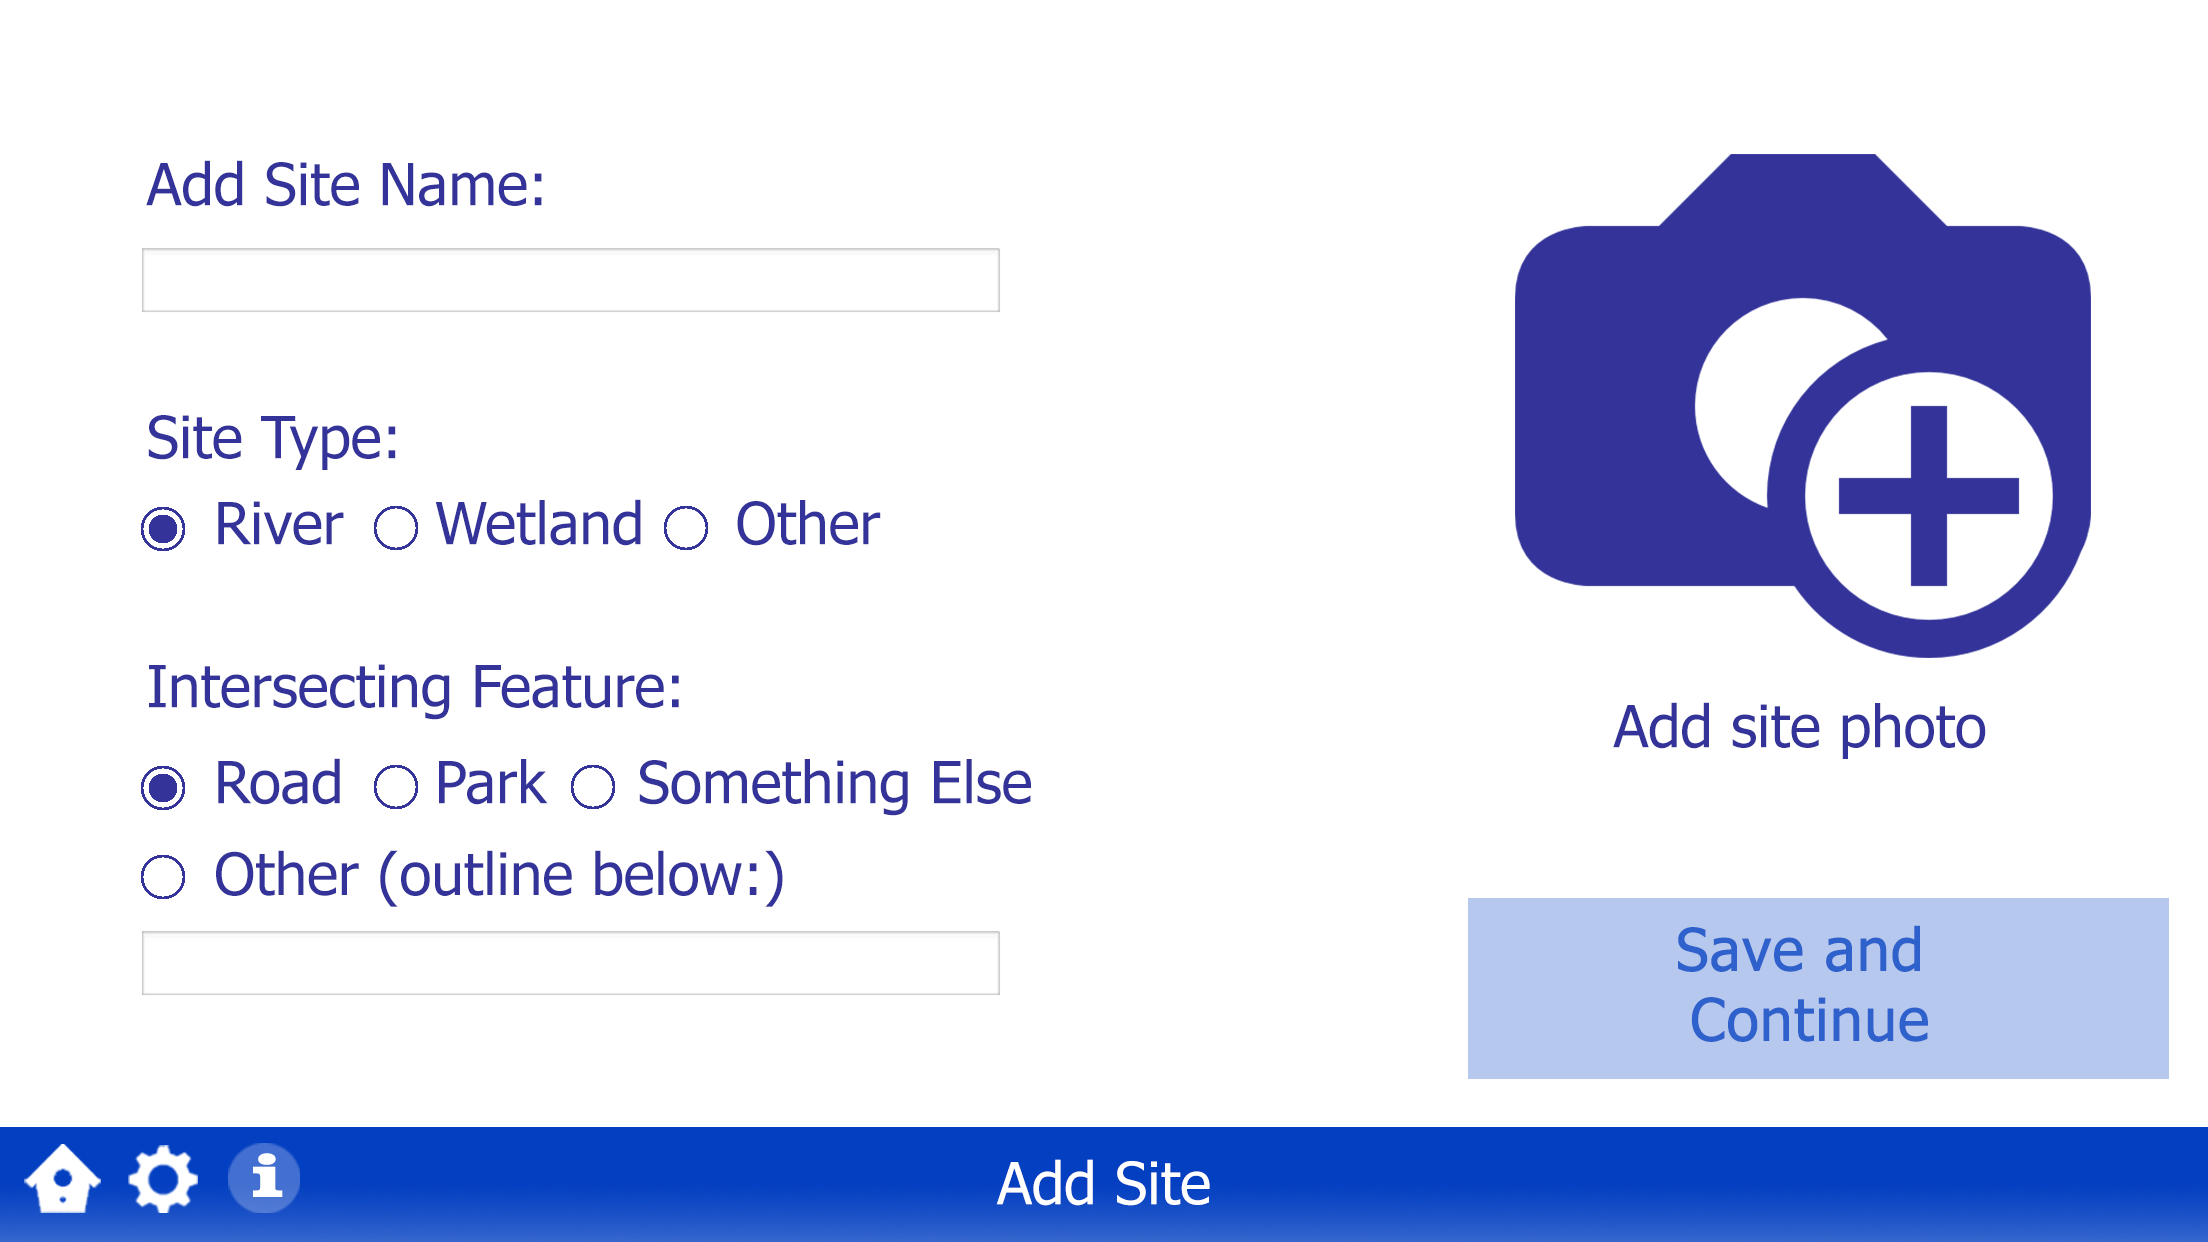 Add Site Name:
Site Type:
River Wetland Other
Intersecting Feature:
Road Park Something Else
Other (outline below:)
Add site photo
Save and
Continue
Add Site